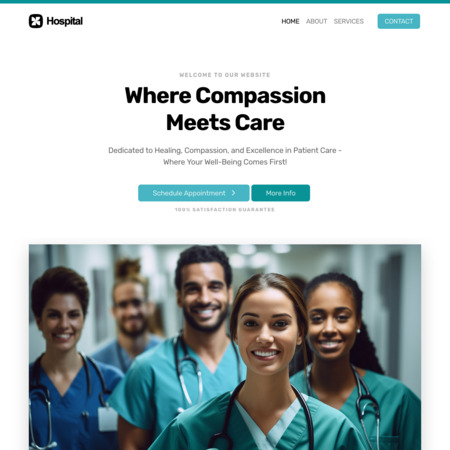 Hospital
HOME ABOUT SERVICES CONTACT
WELCOME TO OUR WEBSITE
Where Compassion
Meets Care
Dedicated to Healing, Compassion, and Excellence in Patient Care -
Where Your Well-Being Comes First!
Schedule Appointment More Info
100% SATISFACTION GUARANTEE